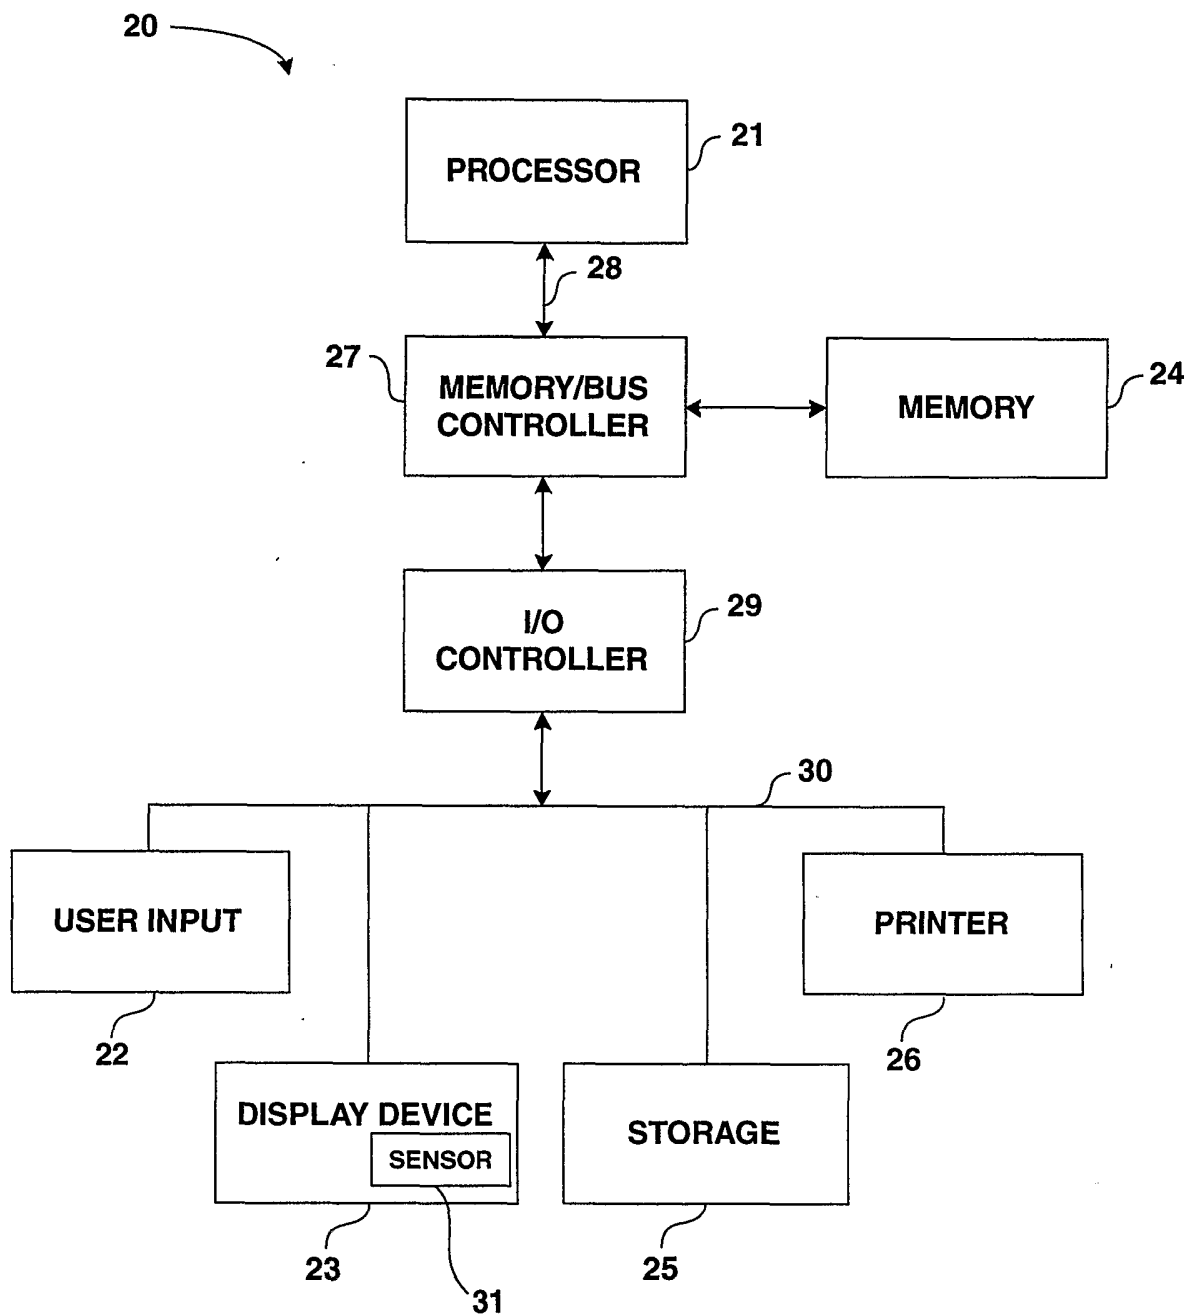 20
PROCESSOR
21
28
27
MEMORY/BUS
CONTROLLER
MEMORY
24
I/O
CONTROLLER
29
30
USER INPUT
22
PRINTER
26
DISPLAY DEVICE
SENSOR
23
31
STORAGE
25